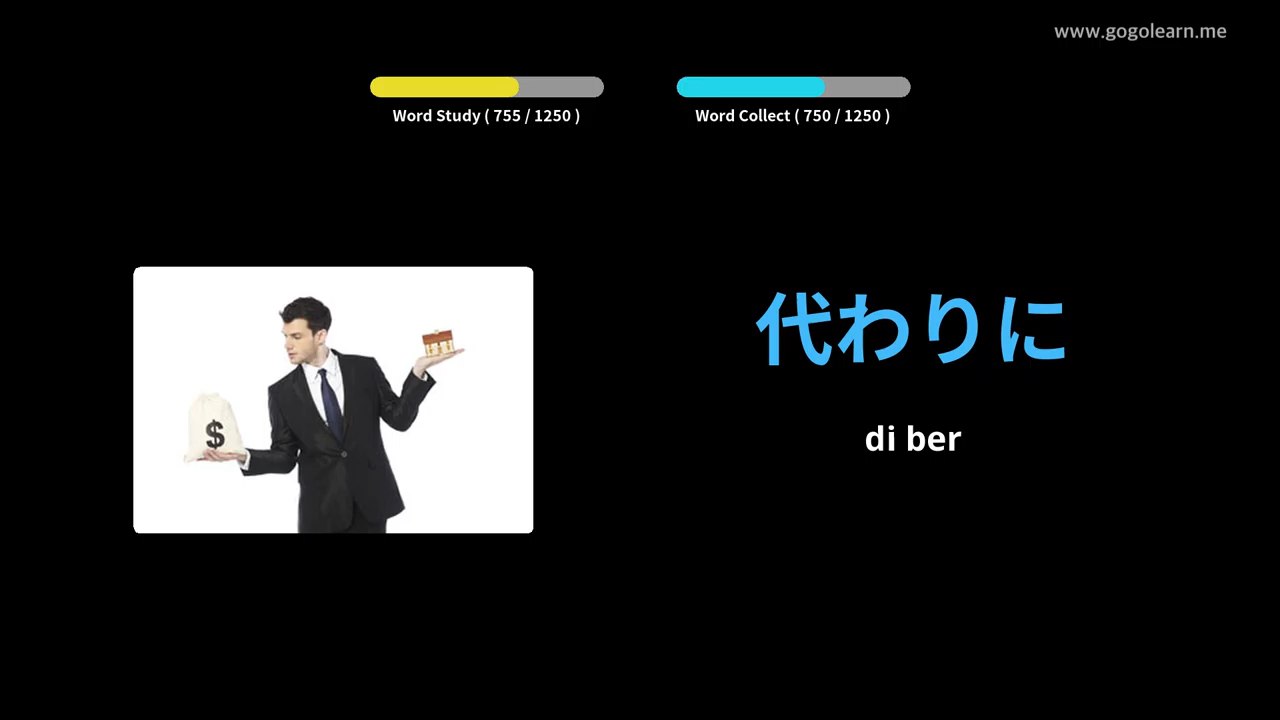 www.gogolearn.me
Word Study ( 755 / 1250 )
Word Collect ( 750 / 1250 )
代わりに
di ber
$